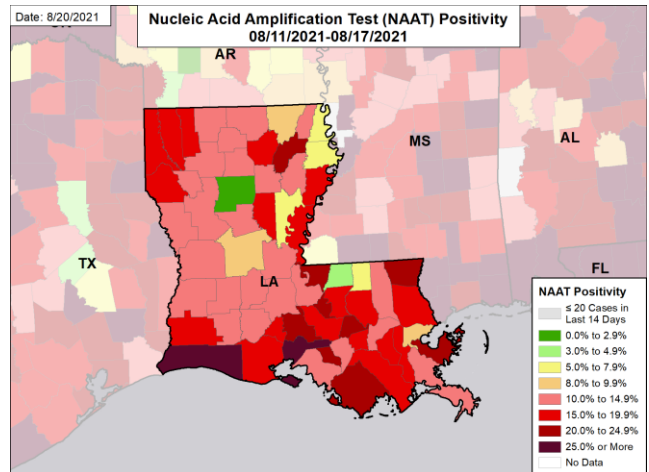 Date: 8/20/2021
Nucleic Acid Amplification Test (NAAT) Positivity
08/11/2021-08/17/2021
AR
MS
AL
TX
LA
FL
NAAT Positivity
≤ 20 Cases in
Last 14 Days
0.0% to 2.9%
3.0% to 4.9%
5.0% to 7.9%
8.0% to 9.9%
10.0% to 14.9%
15.0% to 19.9%
20.0% to 24.9%
25.0% or More
No Data